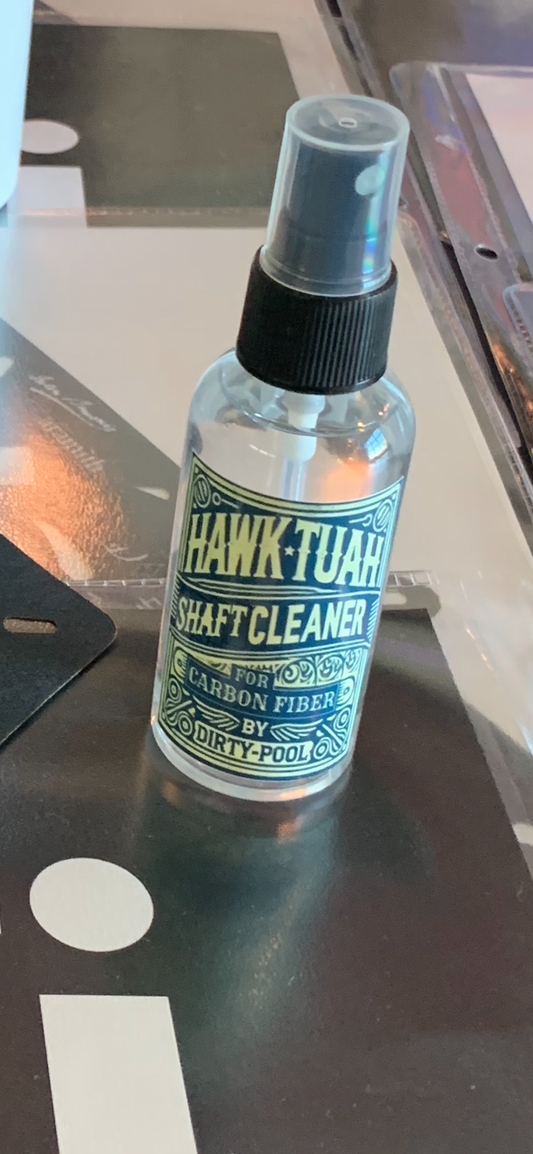 HAWK★TUAH
SHAFT CLEANER
FOR
CARBON FIBER
BY
DIRTY-POOL